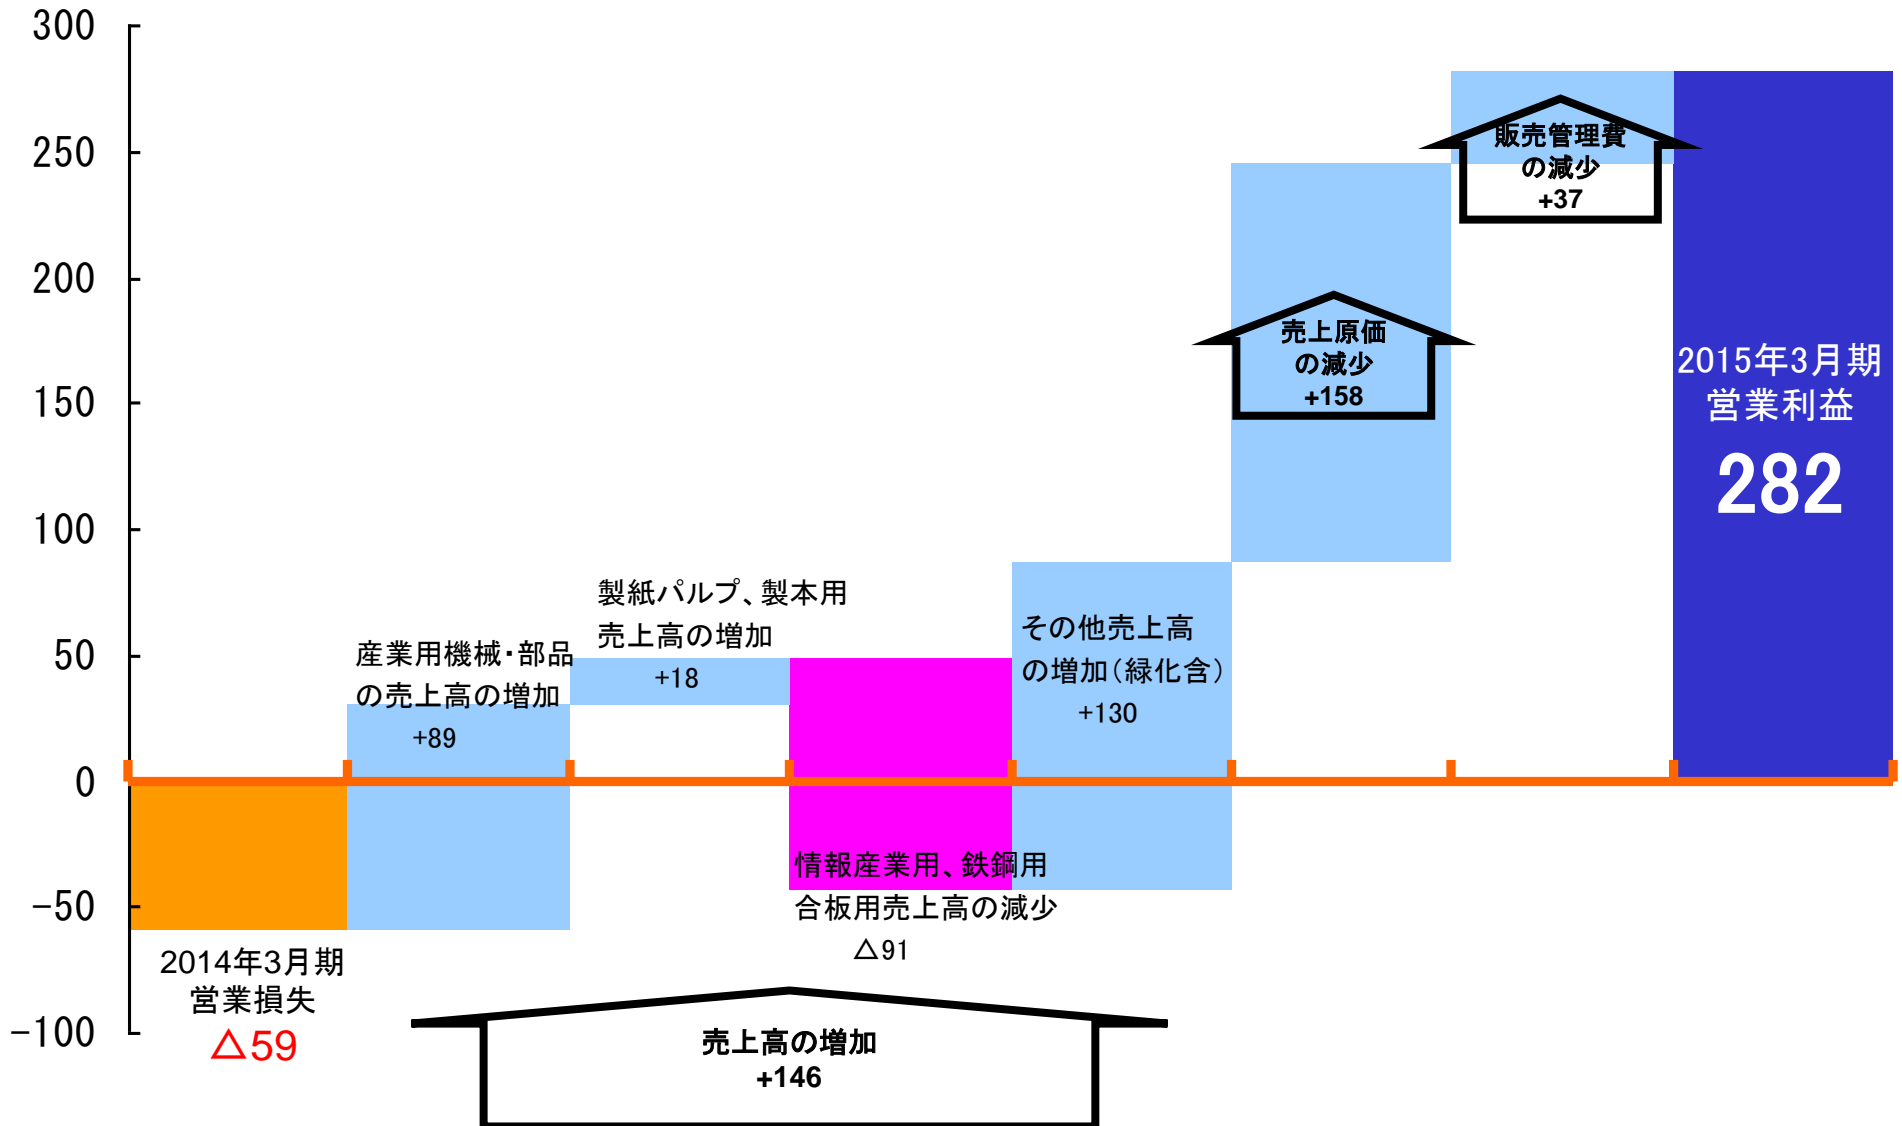 300
250
200
150
100
50
0
-50
-100
2014年3月期
営業損失
△59
産業用機械・部品
の売上高の増加
+89
製紙パルプ、製本用
売上高の増加
+18
情報産業用、鉄鋼用
合板用売上高の減少
△91
その他売上高
の増加(緑化含)
+130
売上高の増加
+146
売上原価
の減少
+158
販売管理費
の減少
+37
2015年3月期
営業利益
282